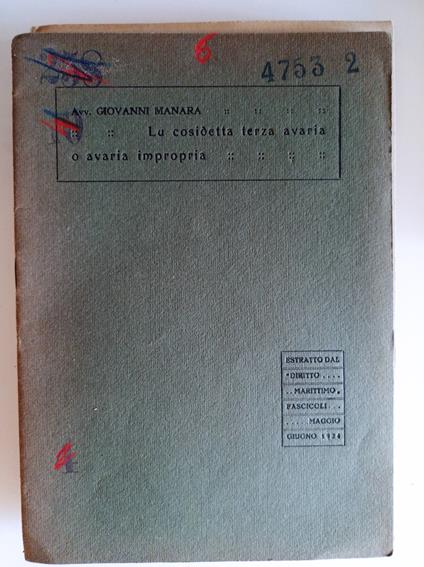 6
4753 2
Avv. GIOVANNI MANARA :: :: :: ::
:: :: La cosidetta terza avaria
o avaria impropria :: :: :: ::
ESTRATTO DAL
"DIRITTO ....
.. MARITTIMO„
FASCICOLI ...
..... MAGGIO
GIUGNO 1924